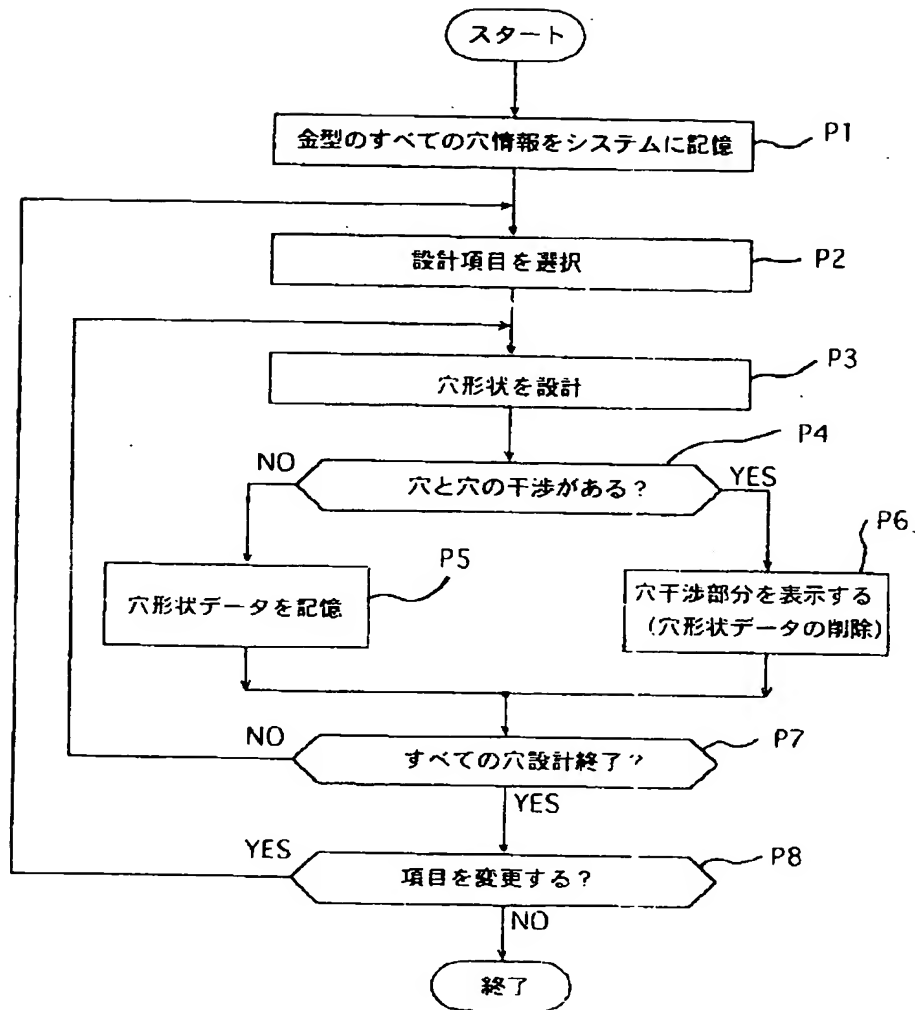 スタート
金型のすべての穴情報をシステムに記憶
P1
設計項目を選択
P2
穴形状を設計
P3
P4
NO
穴と穴の干渉がある?
YES
P5
穴形状データを記憶
P6
穴干渉部分を表示する
(穴形状データの削除)
NO
すべての穴設計終了?
P7
YES
YES
項目を変更する?
P8
NO
終了